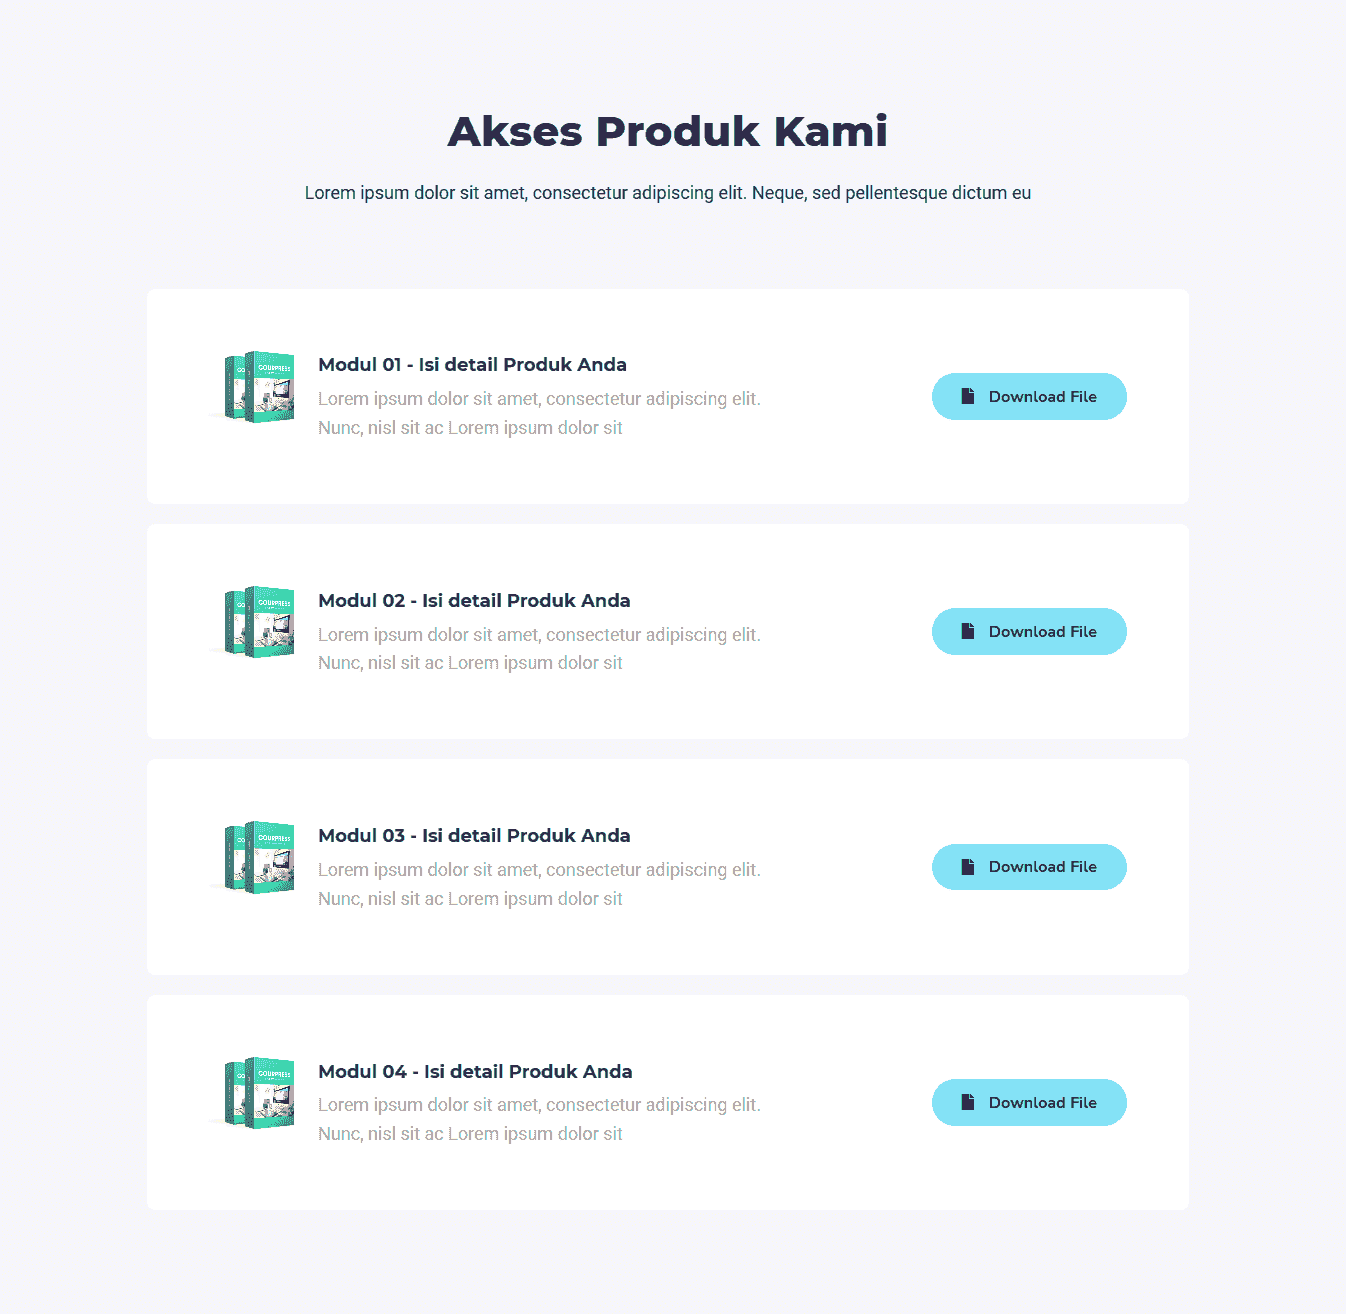 Akses Produk Kami
Lorem ipsum dolor sit amet, consectetur adipiscing elit. Neque, sed pellentesque dictum eu
COURPRESS
Modul 01 - Isi detail Produk Anda
Lorem ipsum dolor sit amet, consectetur adipiscing elit.
Nunc, nisl sit ac Lorem ipsum dolor sit
Download File
COURPRESS
Modul 02 - Isi detail Produk Anda
Lorem ipsum dolor sit amet, consectetur adipiscing elit.
Nunc, nisl sit ac Lorem ipsum dolor sit
Download File
COURPRESS
Modul 03 - Isi detail Produk Anda
Lorem ipsum dolor sit amet, consectetur adipiscing elit.
Nunc, nisl sit ac Lorem ipsum dolor sit
Download File
COURPRESS
Modul 04 - Isi detail Produk Anda
Lorem ipsum dolor sit amet, consectetur adipiscing elit.
Nunc, nisl sit ac Lorem ipsum dolor sit
Download File